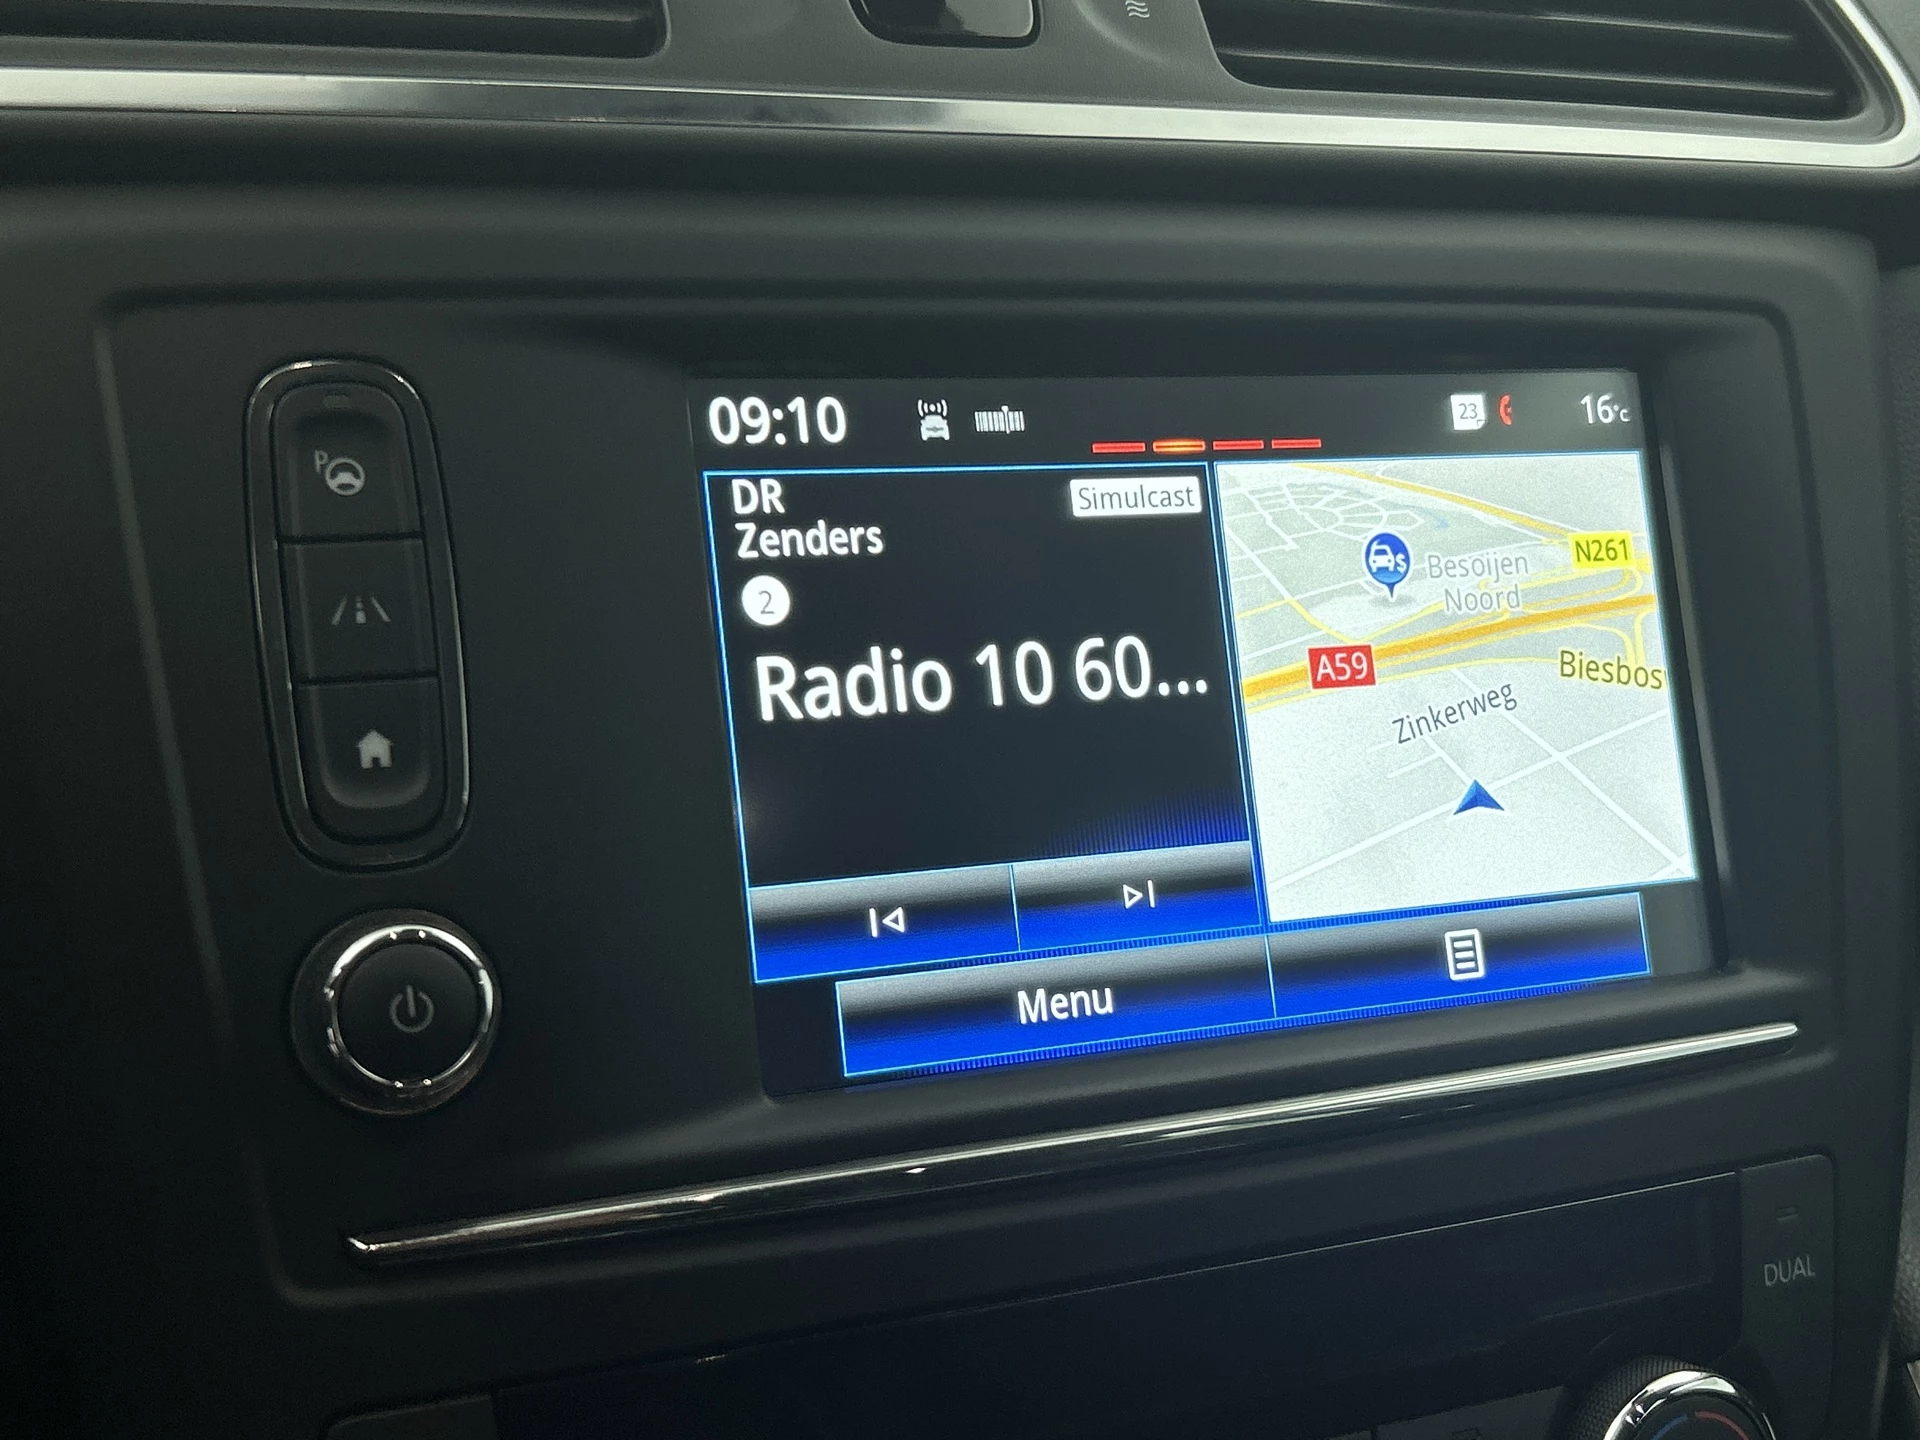 P
09:10
23
16°C
DR
Simulcast
Zenders
2
Radio 10 60...
Besoijen
Noord
N261
A59
Biesbos
Zinkerweg
Menu
DUAL